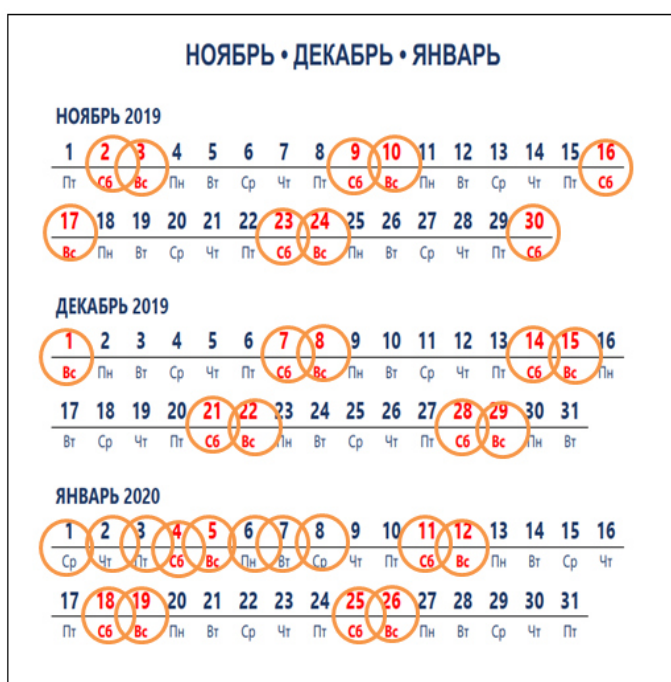 НОЯБРЬ • ДЕКАБРЬ • ЯНВАРЬ
НОЯБРЬ 2019
1 2 3 4 5 6 7 8 9 10 11 12 13 14 15 16
Пт Сб Вс Пн Вт Ср Чт Пт Сб Вс Пн Вт Ср Чт Пт Сб
17 18 19 20 21 22 23 24 25 26 27 28 29 30
Вс Пн Вт Ср Чт Пт Сб Вс Пн Вт Ср Чт Пт Сб
ДЕКАБРЬ 2019
1 2 3 4 5 6 7 8 9 10 11 12 13 14 15 16
Вс Пн Вт Ср Чт Пт Сб Вс Пн Вт Ср Чт Пт Сб Вс Пн
17 18 19 20 21 22 23 24 25 26 27 28 29 30 31
Вт Ср Чт Пт Сб Вс Пн Вт Ср Чт Пт Сб Вс Пн Вт
ЯНВАРЬ 2020
1 2 3 4 5 6 7 8 9 10 11 12 13 14 15 16
Ср Чт Пт Сб Вс Пн Вт Ср Чт Пт Сб Вс Пн Вт Ср Чт
17 18 19 20 21 22 23 24 25 26 27 28 29 30 31
Пт Сб Вс Пн Вт Ср Чт Пт Сб Вс Пн Вт Ср Чт Пт